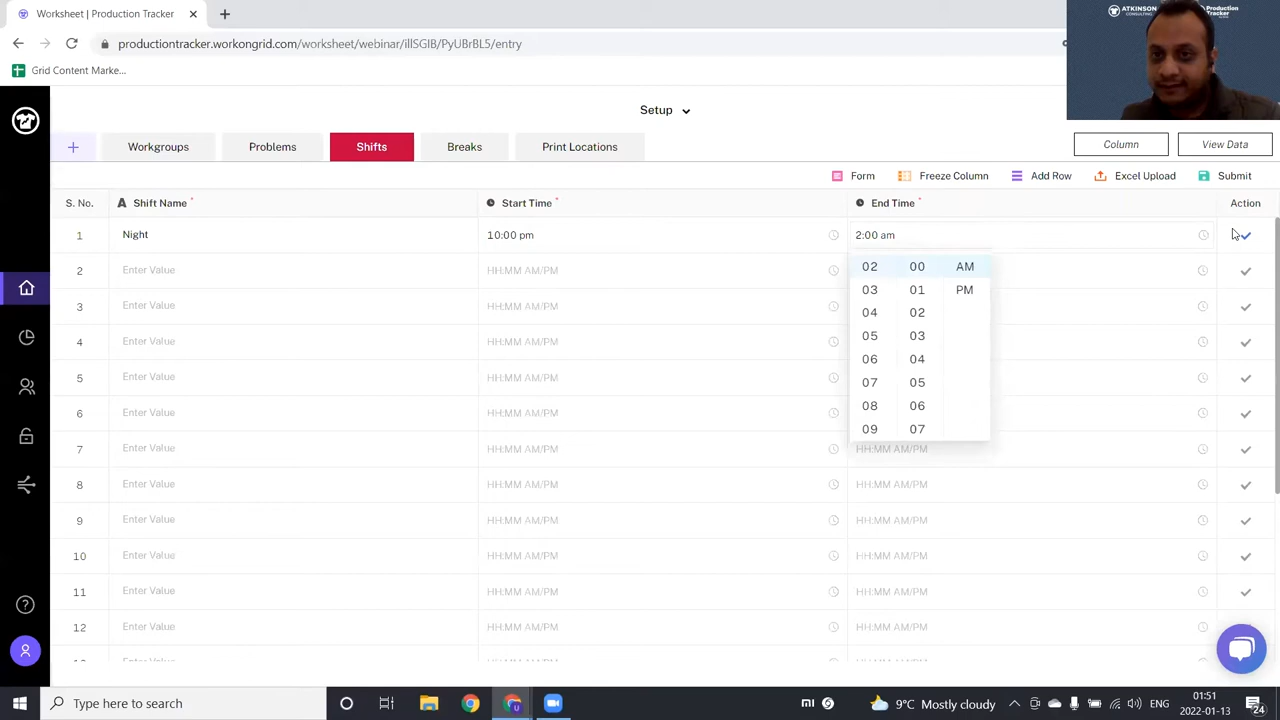 Worksheet | Production Tracker
productiontracker.workongrid.com/worksheet/webinar/illSGIB/PyUBrBL5/entry
Grid Content Marke...
ATKINSON CONSULTING
Production Tracker
Setup
Workgroups Problems Shifts Breaks Print Locations
Column View Data
Form Freeze Column Add Row Excel Upload Submit
S. No. A Shift Name * Start Time * End Time * Action
1 Night 10:00 pm 2:00 am
02 00 AM
2 Enter Value HH:MM AM/PM
03 01 PM
3 Enter Value HH:MM AM/PM
04 02
4 Enter Value HH:MM AM/PM
05 03
06 04
5 Enter Value HH:MM AM/PM
07 05
6 Enter Value HH:MM AM/PM
08 06
09 07
7 Enter Value HH:MM AM/PM HH:MM AM/PM
8 Enter Value HH:MM AM/PM HH:MM AM/PM
9 Enter Value HH:MM AM/PM HH:MM AM/PM
10 Enter Value HH:MM AM/PM HH:MM AM/PM
11 Enter Value HH:MM AM/PM HH:MM AM/PM
12 Enter Value HH:MM AM/PM HH:MM AM/PM
Type here to search
mi
9°C Mostly cloudy
ENG
01:51
2022-01-13
24